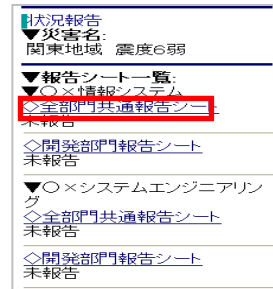 状況報告
▼災害名:
関東地域 震度6弱
▼報告シート一覧:
▼○×情報システム
◇全部門共通報告シート
未報告
◇開発部門報告シート
未報告
▼○×システムエンジニアリン
グ
◇全部門共通報告シート
未報告
◇開発部門報告シート
未報告